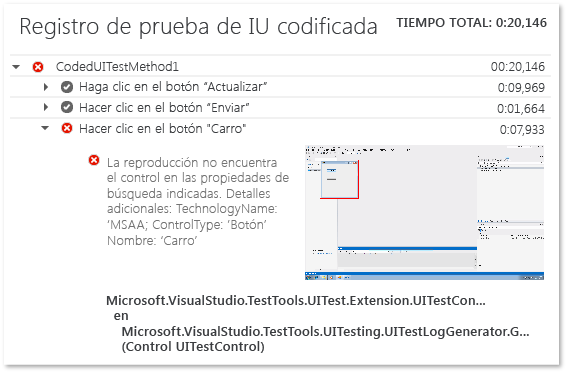 Registro de prueba de IU codificada TIEMPO TOTAL: 0:20,146
CodedUITestMethod1 00:20,146
Haga clic en el botón “Actualizar” 0:09,969
Hacer clic en el botón “Enviar” 0:01,664
Hacer clic en el botón "Carro" 0:07,933
La reproducción no encuentra
el control en las propiedades de
búsqueda indicadas. Detalles
adicionales: TechnologyName:
‘MSAA; ControlType: ‘Botón’
Nombre: ‘Carro’
Microsoft.VisualStudio.TestTools.UITest.Extension.UITestCon...
en
Microsoft.VisualStudio.TestTools.UITesting.UITestLogGenerator.G...
(Control UITestControl)